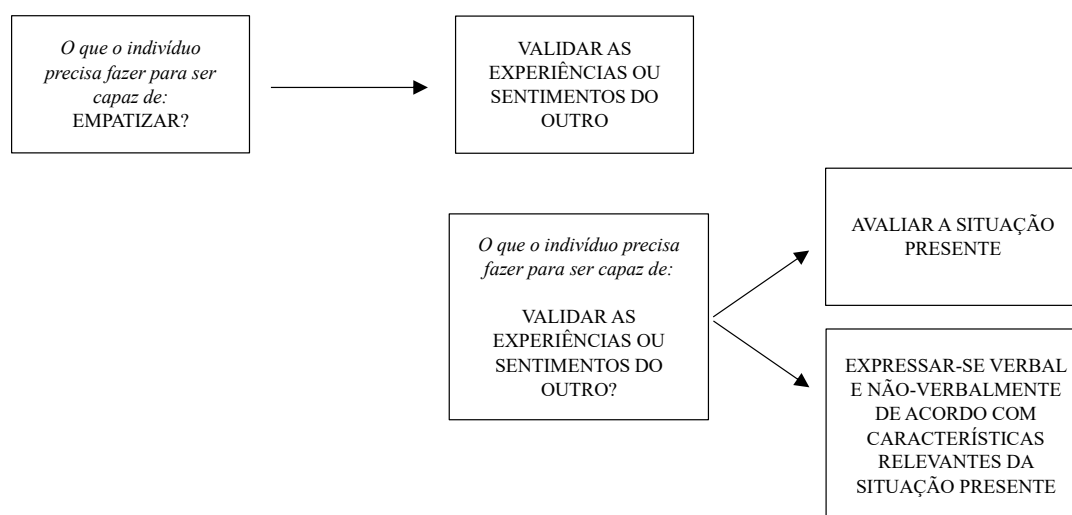 O que o indivíduo
precisa fazer para ser
capaz de:
EMPATIZAR?
VALIDAR AS
EXPERIÊNCIAS OU
SENTIMENTOS DO
OUTRO
O que o indivíduo precisa
fazer para ser capaz de:
VALIDAR AS
EXPERIÊNCIAS OU
SENTIMENTOS DO
OUTRO?
AVALIAR A SITUAÇÃO
PRESENTE
EXPRESSAR-SE VERBAL
E NÃO-VERBALMENTE
DE ACORDO COM
CARACTERÍSTICAS
RELEVANTES DA
SITUAÇÃO PRESENTE